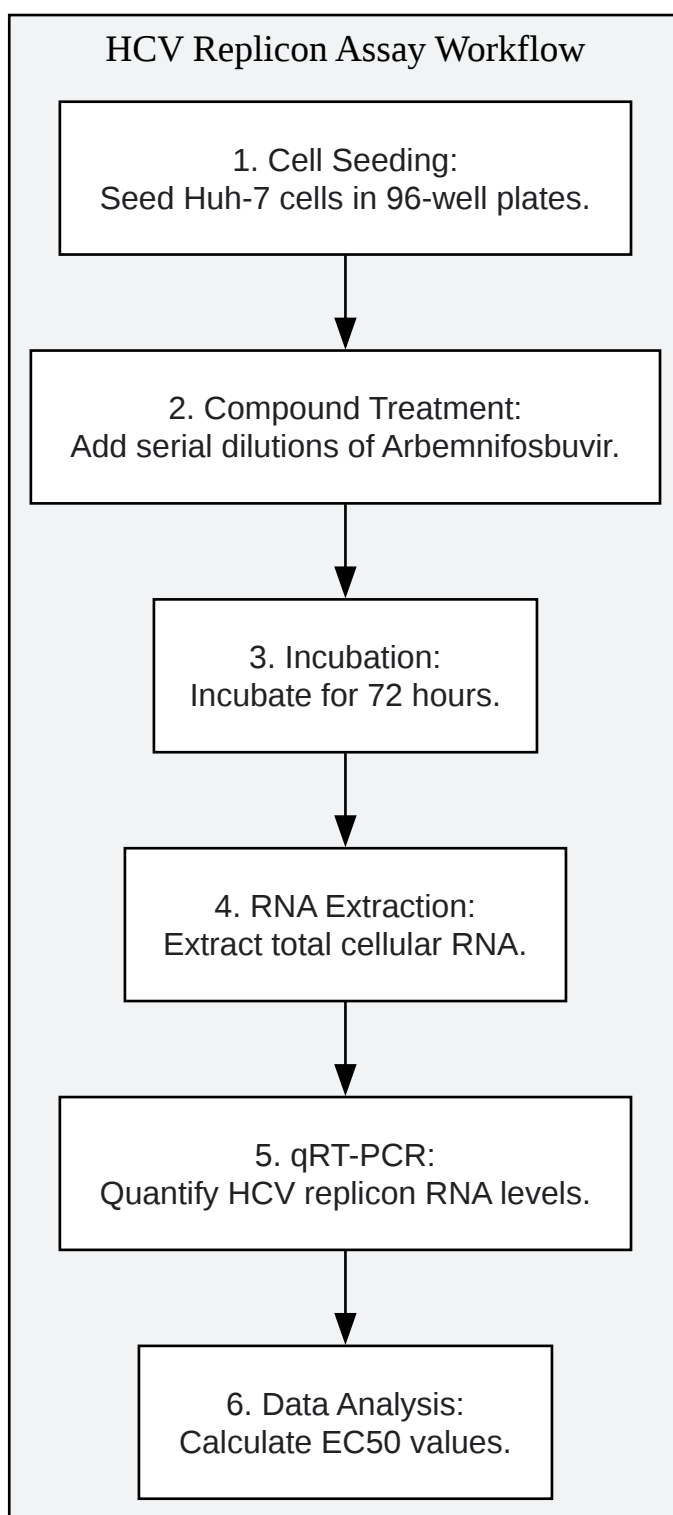 HCV Replicon Assay Workflow
1. Cell Seeding:
Seed Huh-7 cells in 96-well plates.
2. Compound Treatment:
Add serial dilutions of Arbemnifosbuvir.
3. Incubation:
Incubate for 72 hours.
4. RNA Extraction:
Extract total cellular RNA.
5. qRT-PCR:
Quantify HCV replicon RNA levels.
6. Data Analysis:
Calculate EC50 values.